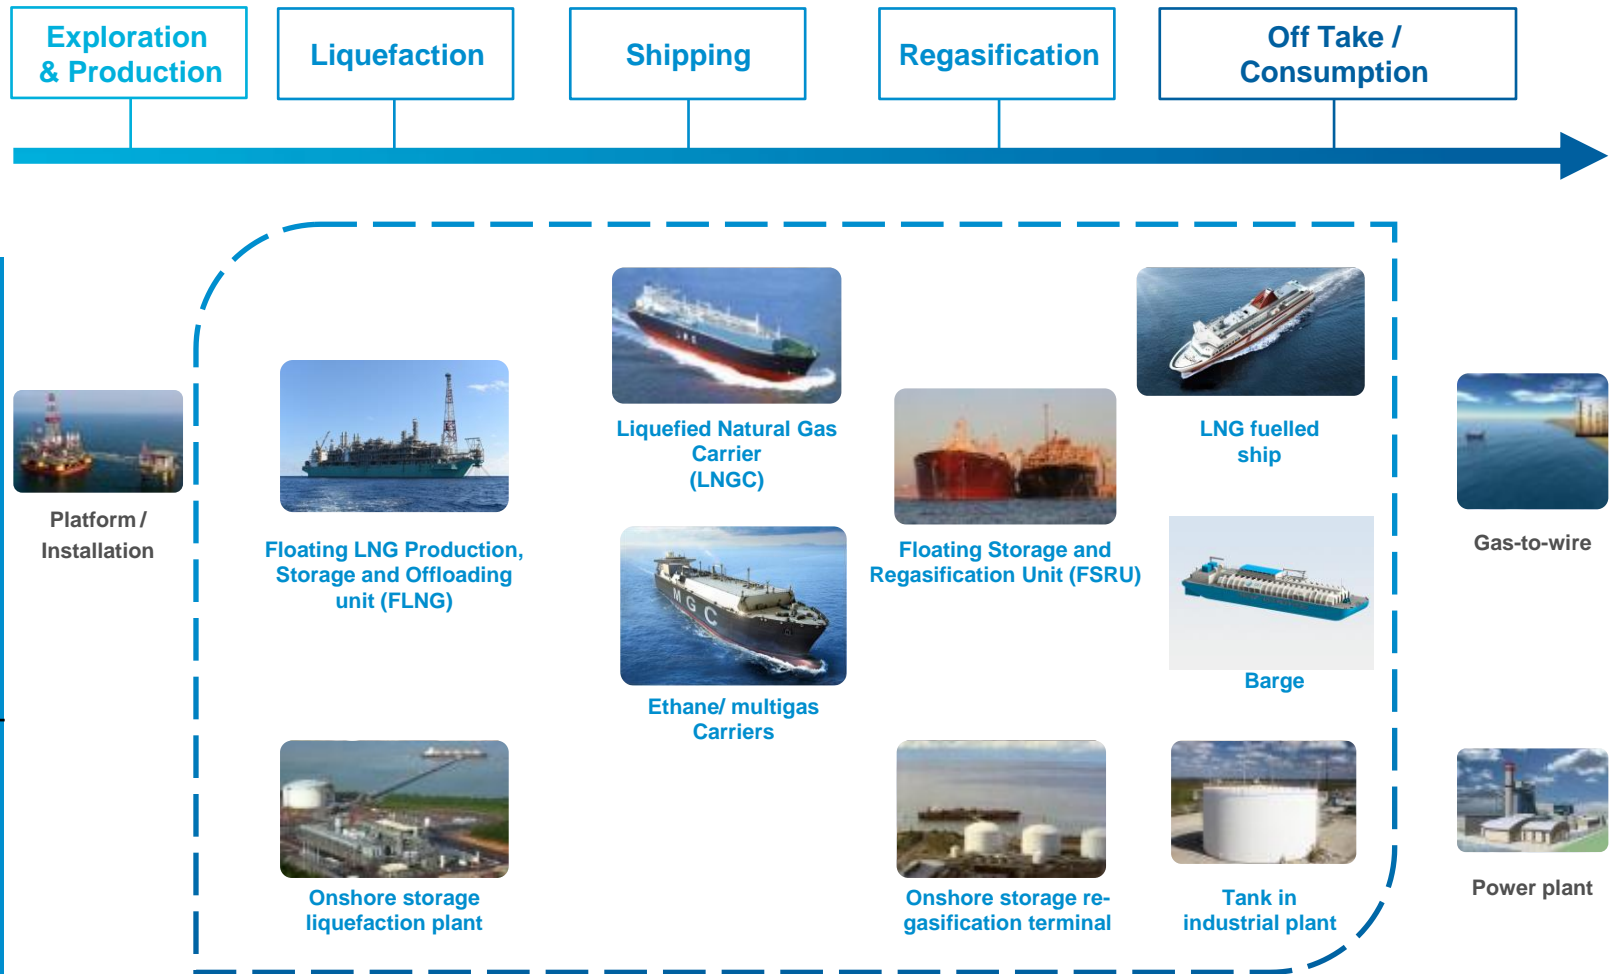 Exploration
& Production
Liquefaction
Shipping
Regasification
Off Take /
Consumption
Platform /
Installation
Floating LNG Production,
Storage and Offloading
unit (FLNG)
Onshore storage
liquefaction plant
Liquefied Natural Gas
Carrier
(LNGC)
MGC
Ethane/ multigas
Carriers
Floating Storage and
Regasification Unit (FSRU)
Onshore storage re-
gasification terminal
LNG fuelled
ship
Barge
Tank in
industrial plant
Gas-to-wire
Power plant